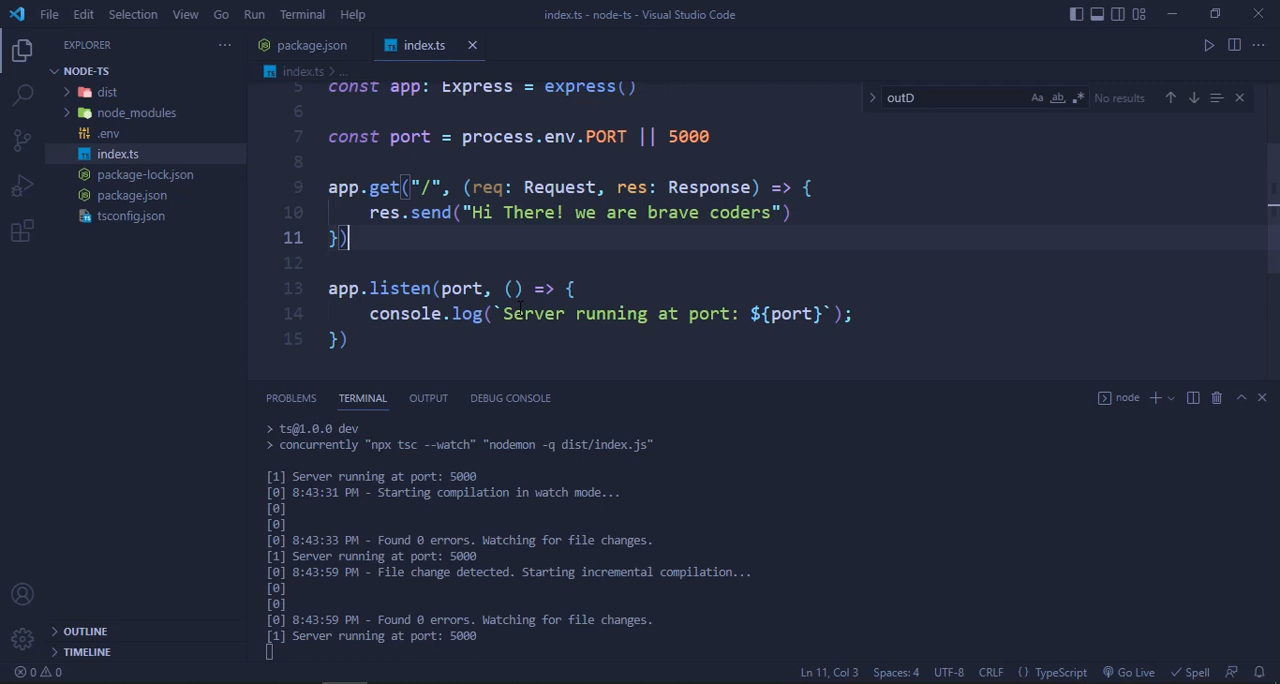 File Edit Selection View Go Run Terminal Help
index.ts - node-ts - Visual Studio Code
EXPLORER
NODE-TS
dist
node_modules
.env
index.ts
package-lock.json
package.json
tsconfig.json
OUTLINE
TIMELINE
package.json index.ts
index.ts > ...
outD Aa ab .* No results
5 const app: Express = express()
6
7 const port = process.env.PORT || 5000
8
9 app.get("/", (req: Request, res: Response) => {
10 res.send("Hi There! we are brave coders")
11 })
12
13 app.listen(port, () => {
14 console.log(`Server running at port: ${port}`);
15 })
PROBLEMS TERMINAL OUTPUT DEBUG CONSOLE
node
> ts@1.0.0 dev
> concurrently "npx tsc --watch" "nodemon -q dist/index.js"
[1] Server running at port: 5000
[0] 8:43:31 PM - Starting compilation in watch mode...
[0]
[0]
[0] 8:43:33 PM - Found 0 errors. Watching for file changes.
[1] Server running at port: 5000
[0] 8:43:59 PM - File change detected. Starting incremental compilation...
[0]
[0]
[0] 8:43:59 PM - Found 0 errors. Watching for file changes.
[1] Server running at port: 5000
0 0
Ln 11, Col 3 Spaces: 4 UTF-8 CRLF {} TypeScript Go Live Spell